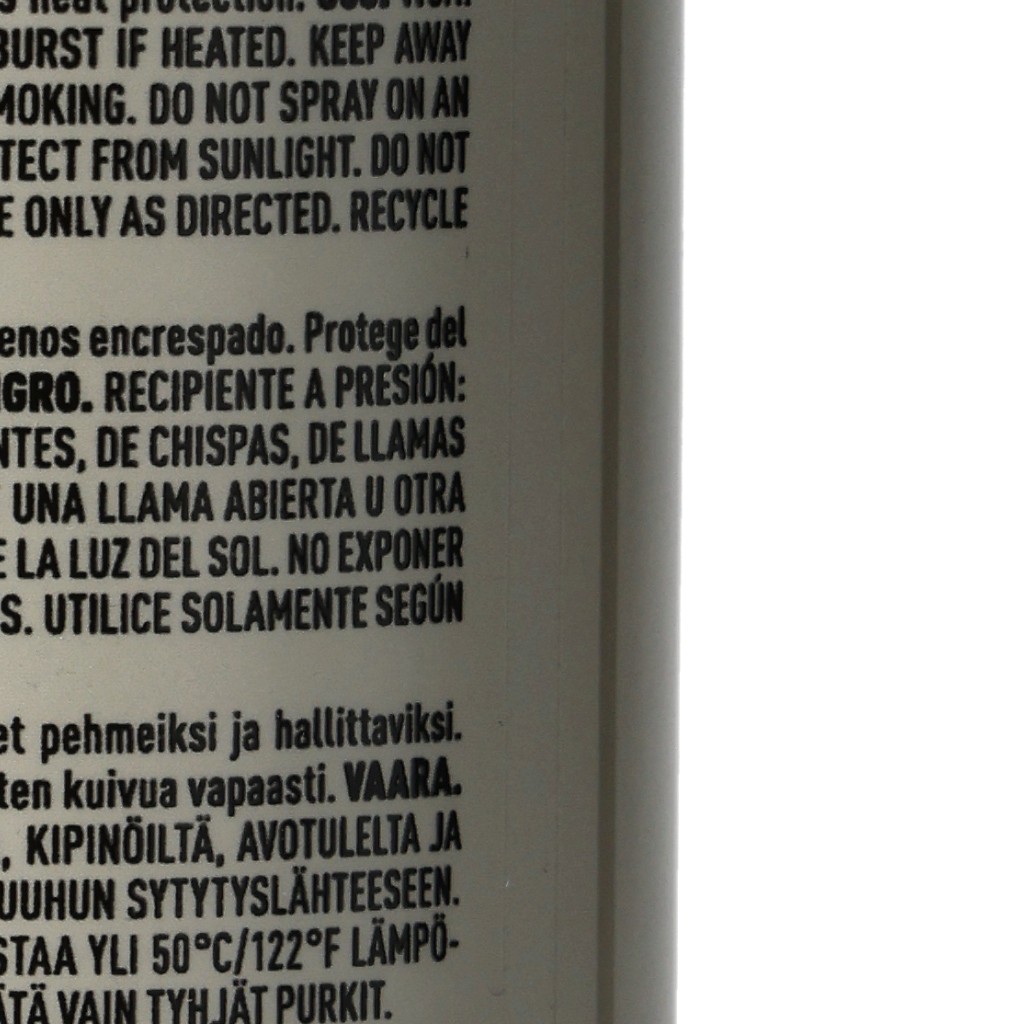 heat protection.
BURST IF HEATED. KEEP AWAY
MOKING. DO NOT SPRAY ON AN
TECT FROM SUNLIGHT. DO NOT
E ONLY AS DIRECTED. RECYCLE
enos encrespado. Protege del
IGRO. RECIPIENTE A PRESIÓN:
NTES, DE CHISPAS, DE LLAMAS
UNA LLAMA ABIERTA U OTRA
E LA LUZ DEL SOL. NO EXPONER
S. UTILICE SOLAMENTE SEGÚN
et pehmeiksi ja hallittaviksi.
ten kuivua vapaasti. VAARA.
, KIPINÖILTÄ, AVOTULELTA JA
UUHUN SYTYTYSLÄHTEESEEN.
STAA YLI 50°C/122°F LÄMPÖ-
ÄTÄ VAIN TYHJÄT PURKIT.